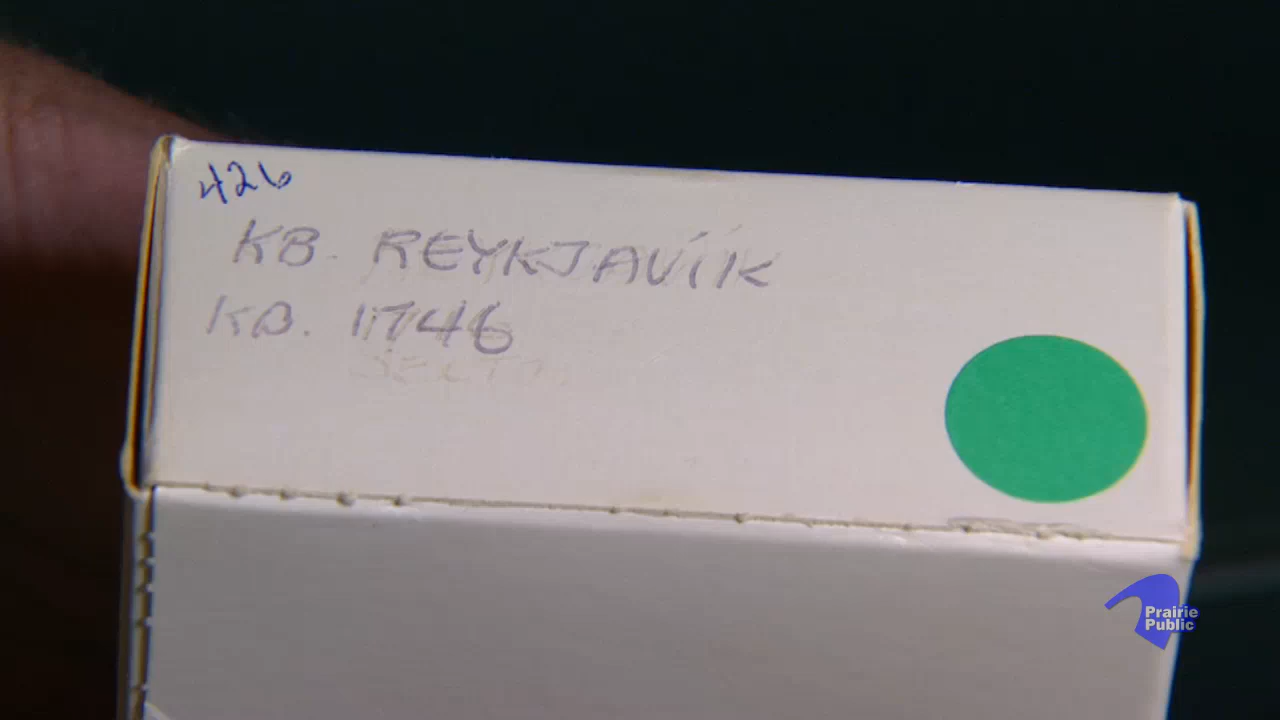 426
KB. REYKJAVÍK
KB. 1746
Prairie
Public